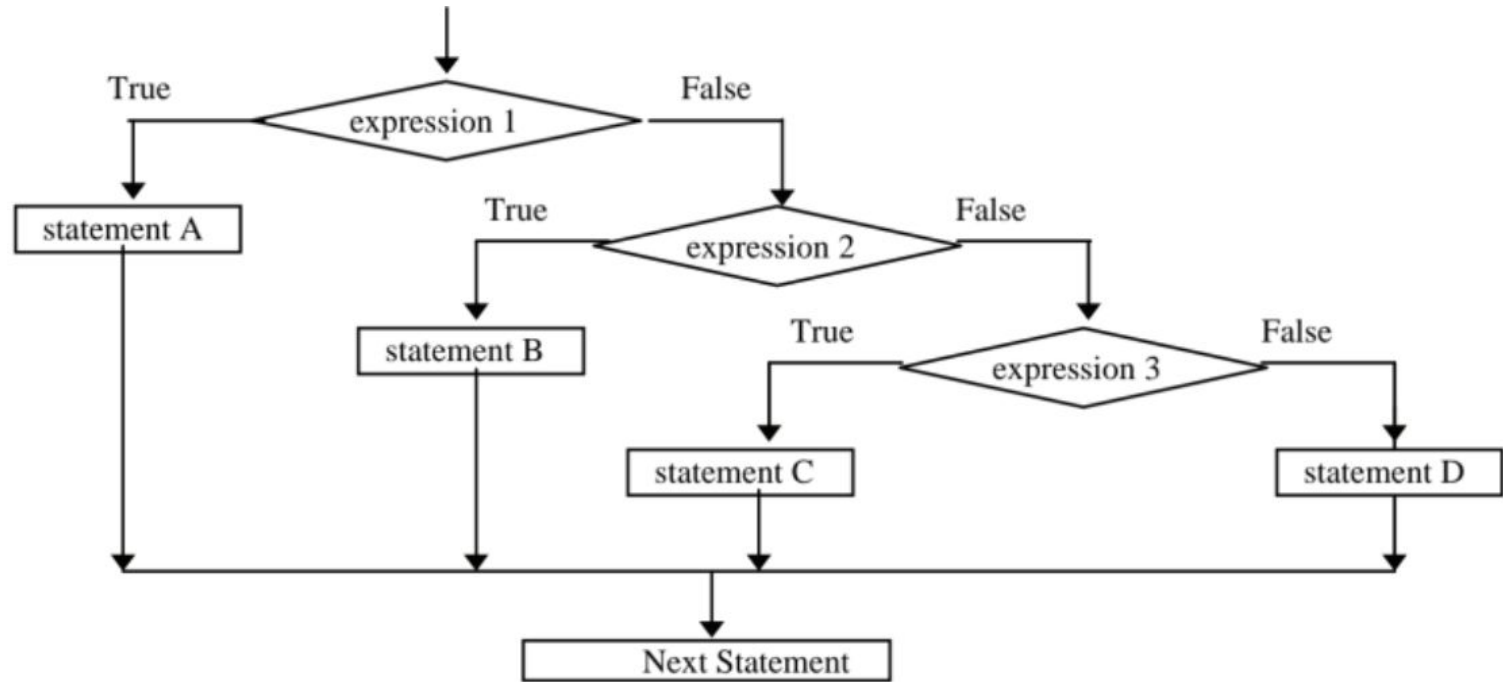 True
False
expression 1
True
False
statement A
expression 2
True
False
statement B
expression 3
statement C
statement D
Next Statement